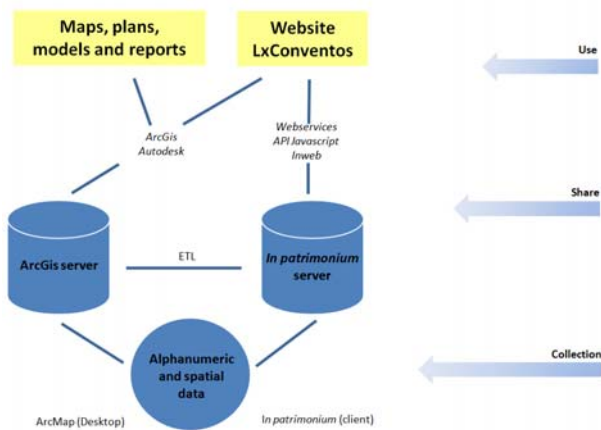 Maps, plans,
models and reports
Website
LxConventos
Use
ArcGis
Autodesk
Webservices
API Javascript
Inweb
Share
ArcGis server
ETL
In patrimonium
server
Collection
Alphanumeric
and spatial
data
ArcMap (Desktop)
In patrimonium (client)